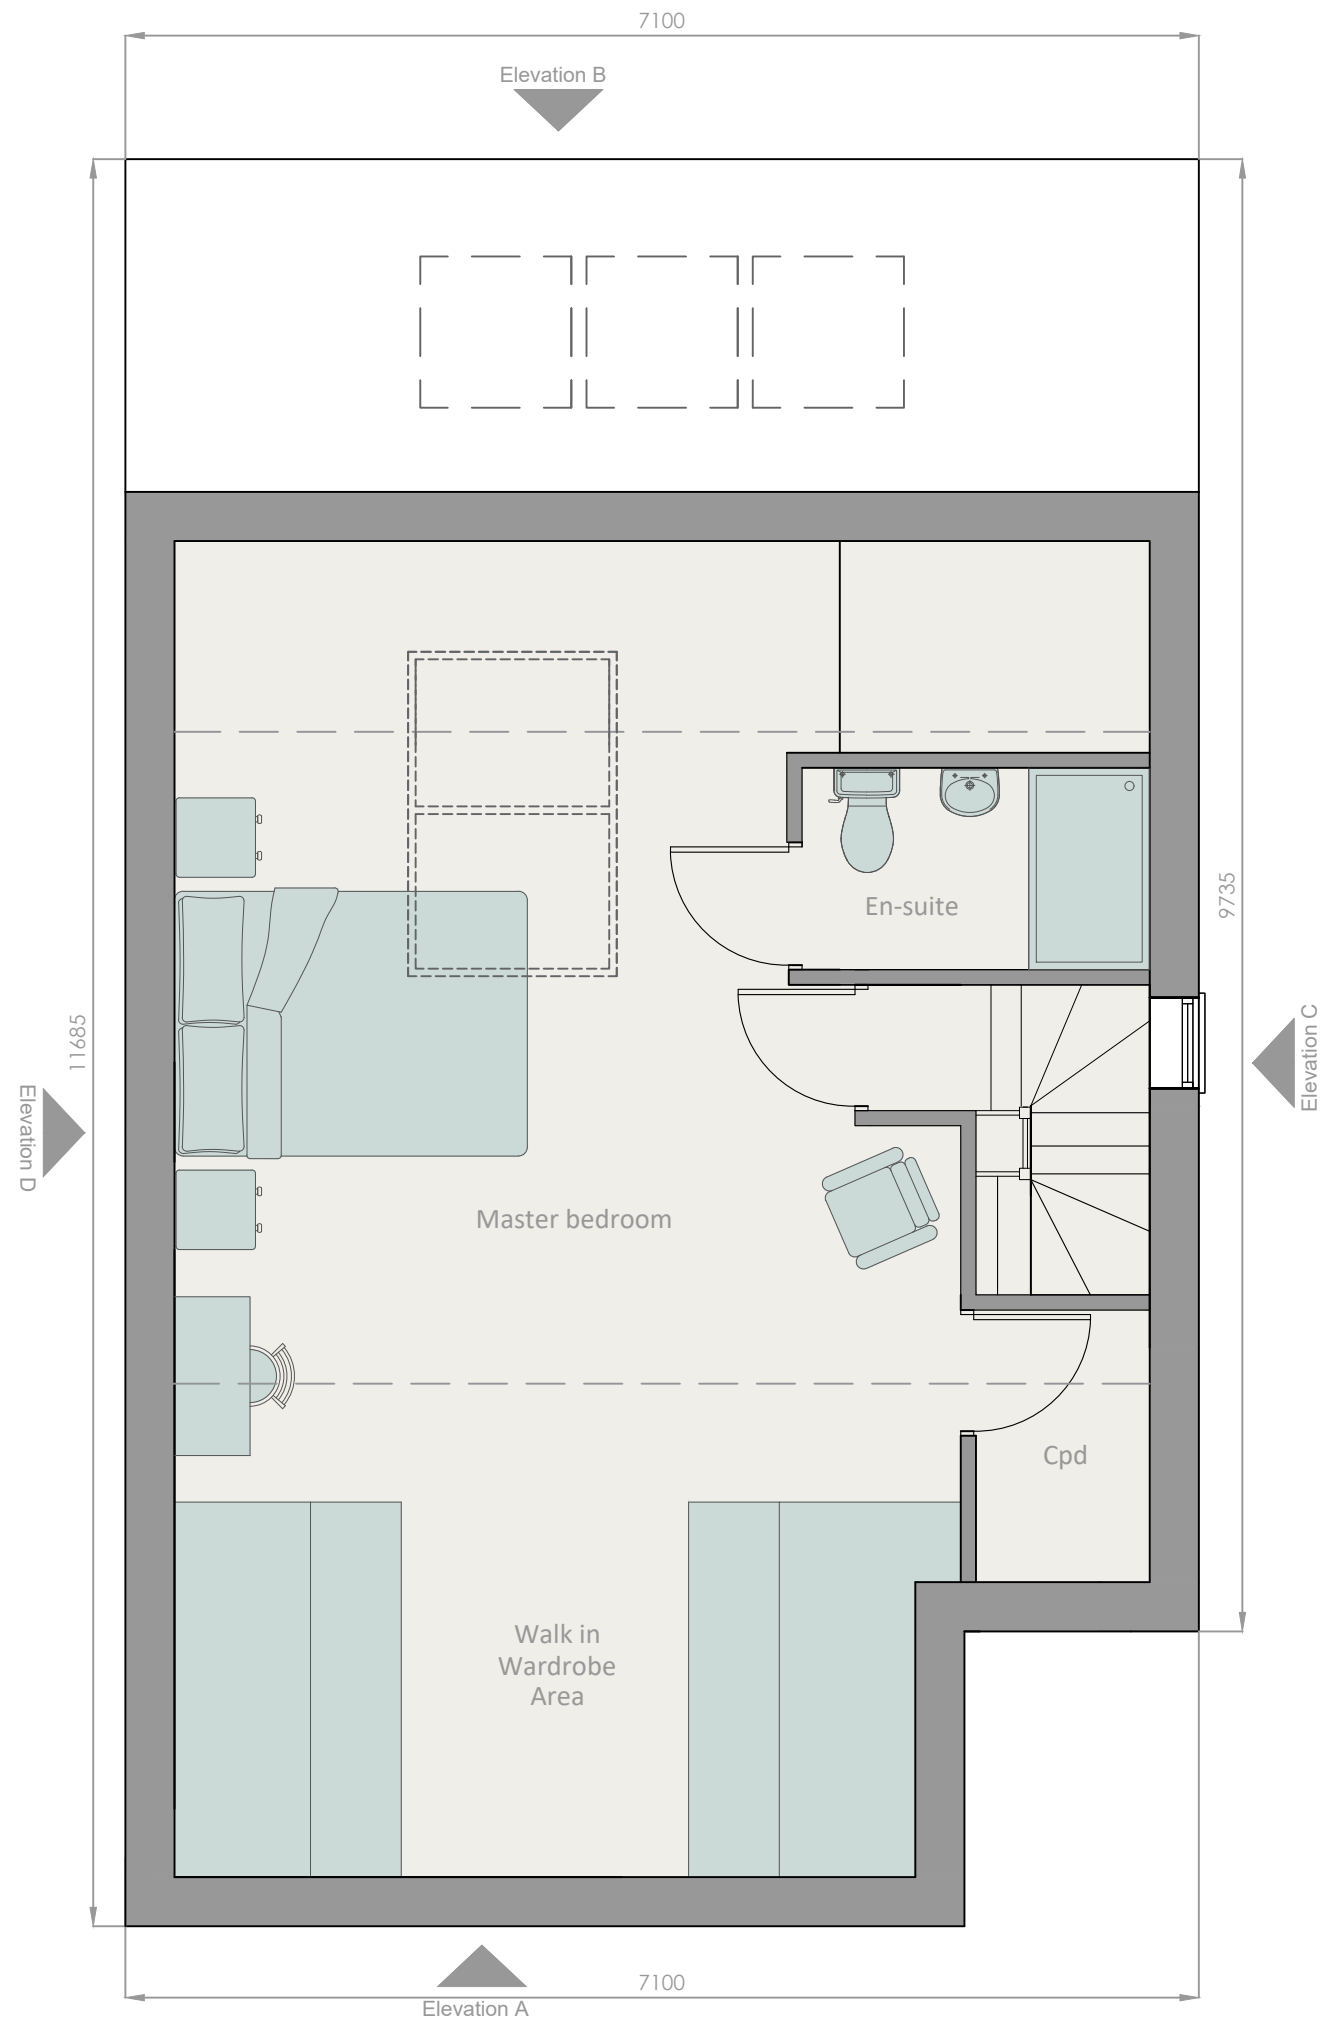 7100
Elevation B
En-suite
9735
11685
Elevation C
Elevation D
Master bedroom
Cpd
Walk in
Wardrobe
Area
7100
Elevation A